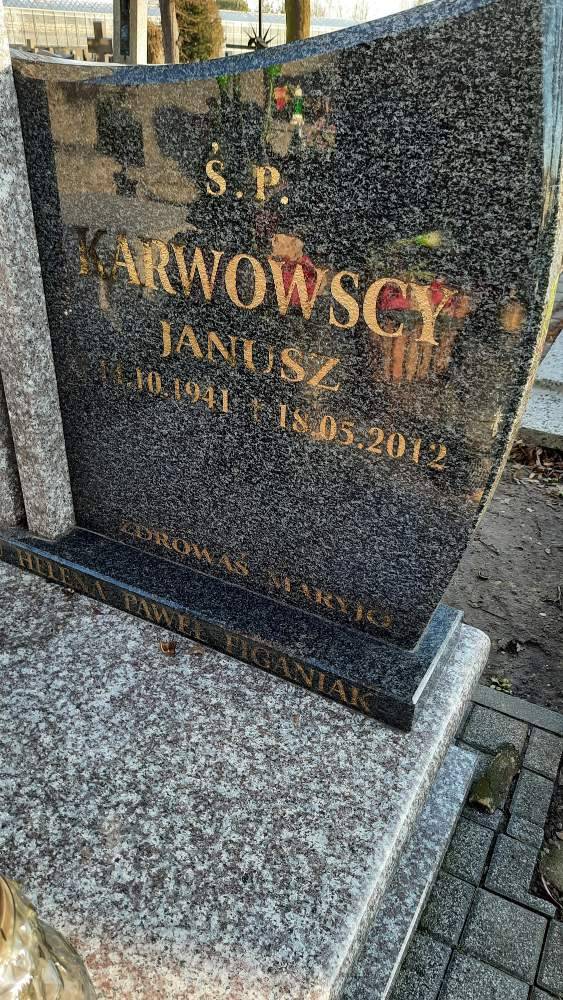 Ś.P.
KARWOWSCY
JANUSZ
14.10.1941 † 18.05.2012
ZDROWAŚ MARYJO
HELENA PAWEŁ FIGANIAK